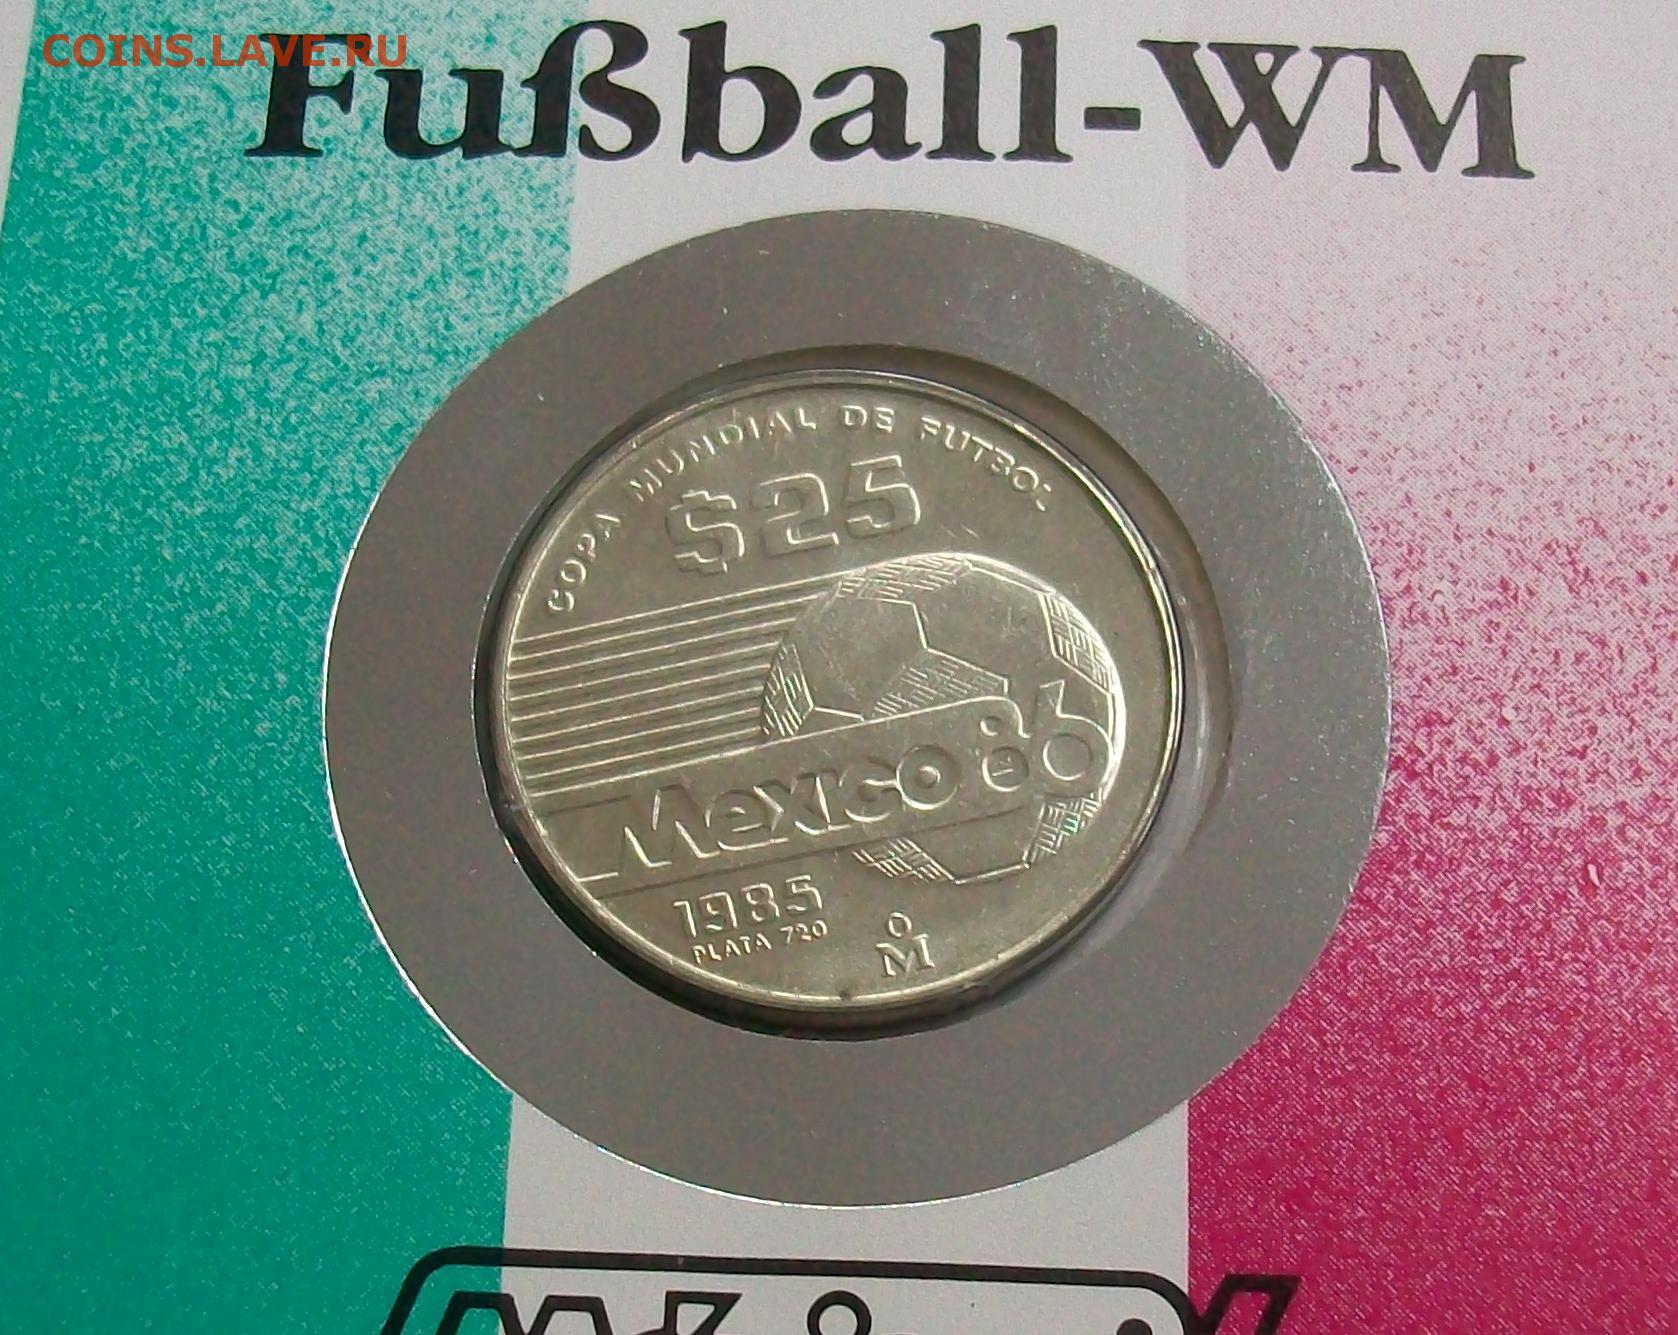 COINS.LAVE.RU
Fußball-WM
COPA MUNDIAL DE FUTBOL
$25
Mexico 86
1985
PLATA 720
Mo